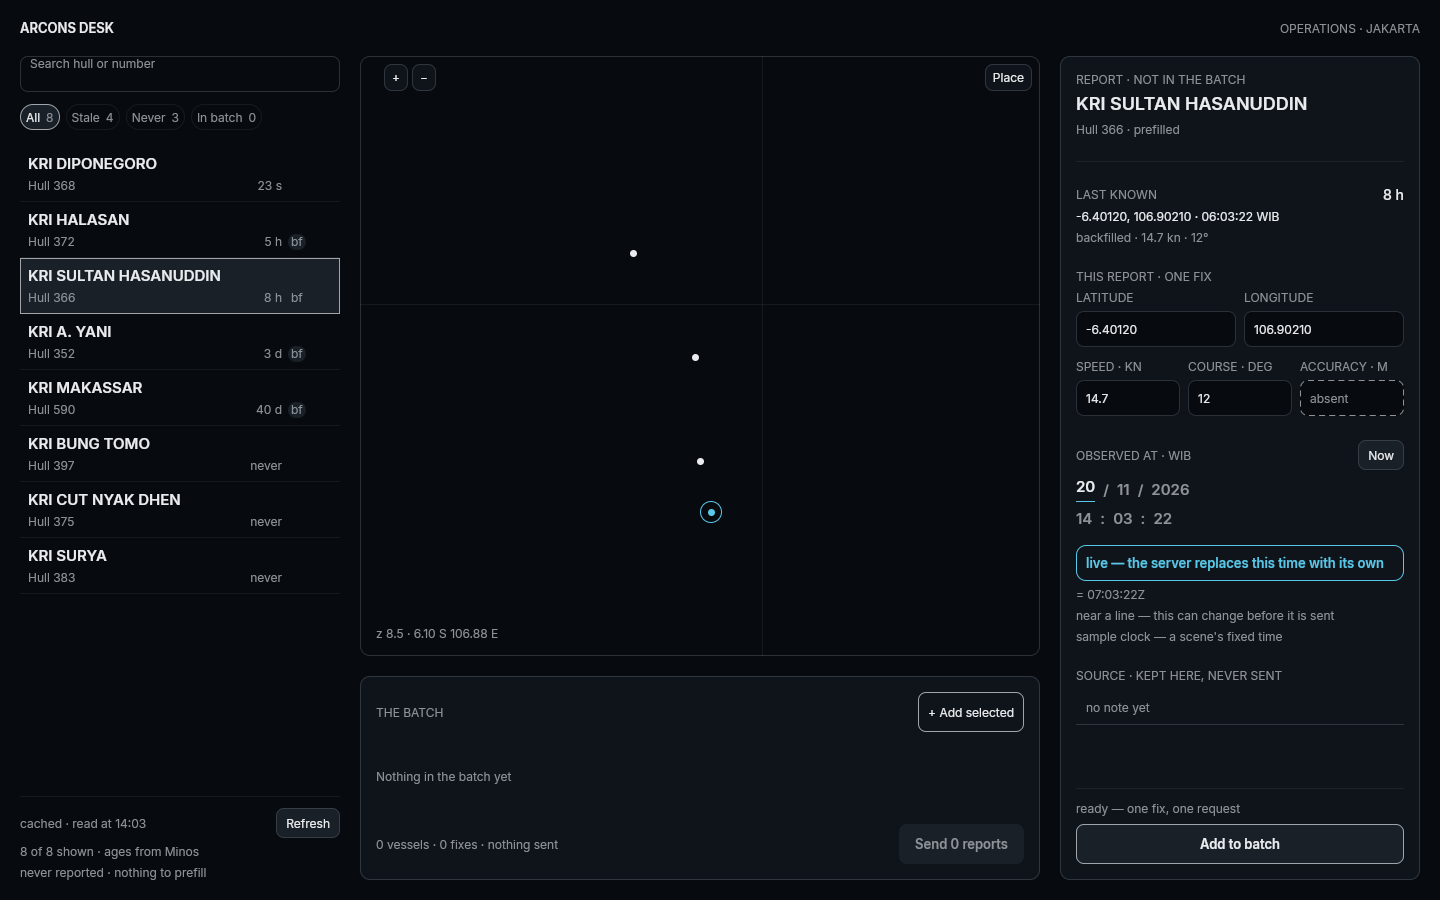 ARCONS DESK
OPERATIONS · JAKARTA
Search hull or number
All 8
Stale 4
Never 3
In batch 0
KRI DIPONEGORO
Hull 368
23 s
KRI HALASAN
Hull 372
5 h bf
KRI SULTAN HASANUDDIN
Hull 366
8 h bf
KRI A. YANI
Hull 352
3 d bf
KRI MAKASSAR
Hull 590
40 d bf
KRI BUNG TOMO
Hull 397
never
KRI CUT NYAK DHEN
Hull 375
never
KRI SURYA
Hull 383
never
cached · read at 14:03
Refresh
8 of 8 shown · ages from Minos
never reported · nothing to prefill
+
−
Place
z 8.5 · 6.10 S 106.88 E
THE BATCH
+ Add selected
Nothing in the batch yet
0 vessels · 0 fixes · nothing sent
Send 0 reports
REPORT · NOT IN THE BATCH
KRI SULTAN HASANUDDIN
Hull 366 · prefilled
LAST KNOWN
8 h
-6.40120, 106.90210 · 06:03:22 WIB
backfilled · 14.7 kn · 12°
THIS REPORT · ONE FIX
LATITUDE
LONGITUDE
-6.40120
106.90210
SPEED · KN
COURSE · DEG
ACCURACY · M
14.7
12
absent
OBSERVED AT · WIB
Now
20 / 11 / 2026
14 : 03 : 22
live — the server replaces this time with its own
= 07:03:22Z
near a line — this can change before it is sent
sample clock — a scene's fixed time
SOURCE · KEPT HERE, NEVER SENT
no note yet
ready — one fix, one request
Add to batch